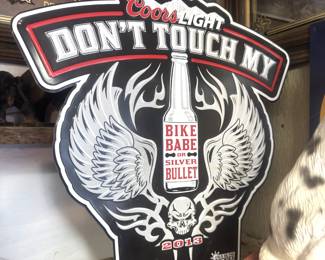 Coors LIGHT
DON'T TOUCH MY
BIKE
BABE
OR
SILVER
BULLET
2013